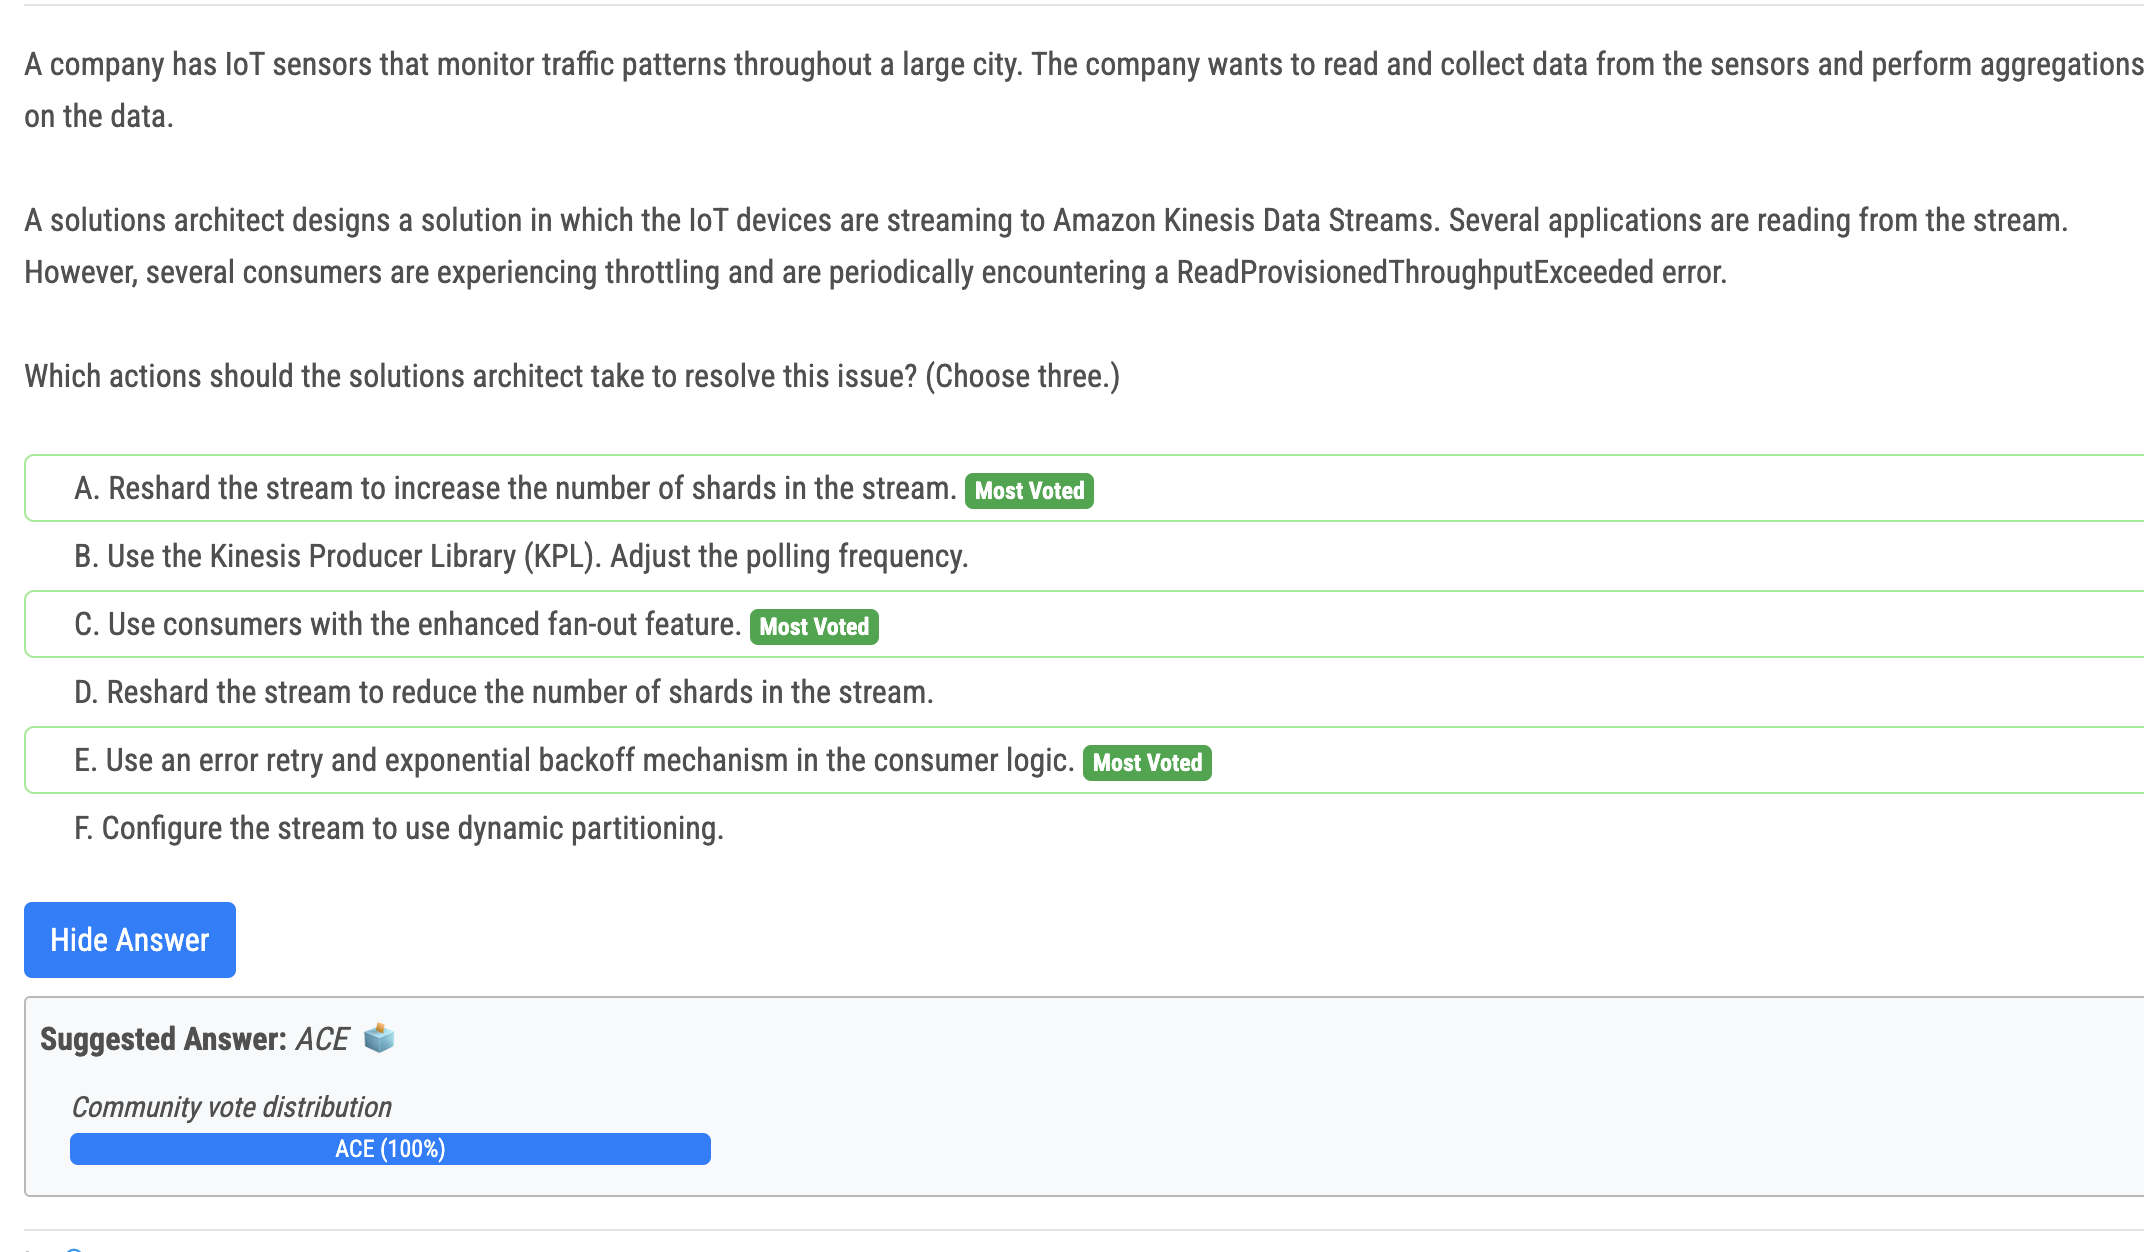 A company has IoT sensors that monitor traffic patterns throughout a large city. The company wants to read and collect data from the sensors and perform aggregations
on the data.
A solutions architect designs a solution in which the IoT devices are streaming to Amazon Kinesis Data Streams. Several applications are reading from the stream.
However, several consumers are experiencing throttling and are periodically encountering a ReadProvisionedThroughputExceeded error.
Which actions should the solutions architect take to resolve this issue? (Choose three.)
A. Reshard the stream to increase the number of shards in the stream. Most Voted
B. Use the Kinesis Producer Library (KPL). Adjust the polling frequency.
C. Use consumers with the enhanced fan-out feature. Most Voted
D. Reshard the stream to reduce the number of shards in the stream.
E. Use an error retry and exponential backoff mechanism in the consumer logic. Most Voted
F. Configure the stream to use dynamic partitioning.
Hide Answer
Suggested Answer: ACE
Community vote distribution
ACE (100%)